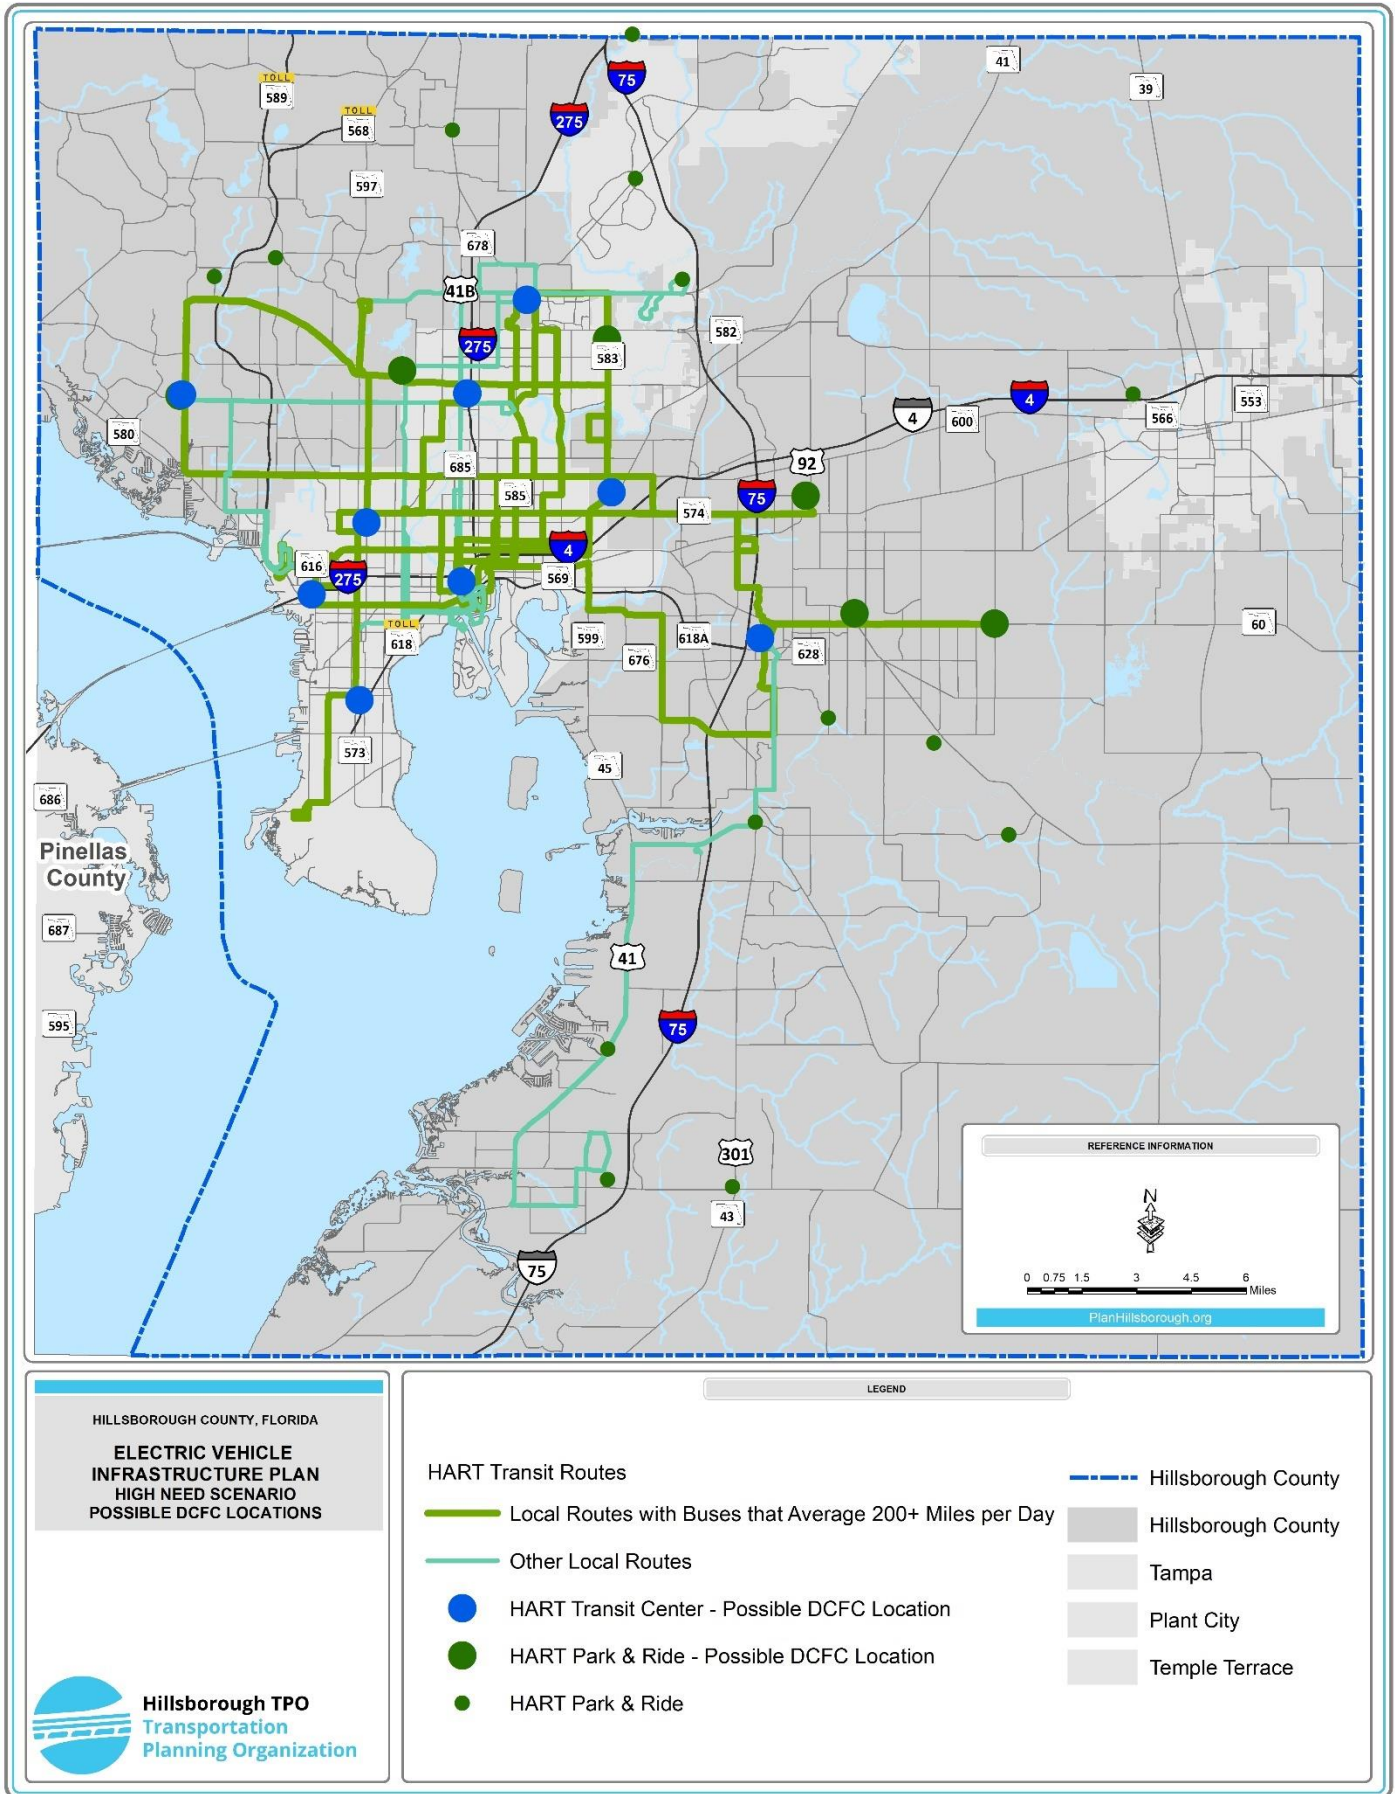 75
41
TOLL
589
39
275
TOLL
568
597
678
41B
582
275
583
4
553
4
566
600
580
92
685
585
75
574
4
616
275
569
TOLL
618
599
618A
60
628
676
573
45
686
Pinellas
County
687
41
595
75
301
43
75
REFERENCE INFORMATION
N
0 0.75 1.5 3 4.5 6
Miles
PlanHillsborough.org
HILLSBOROUGH COUNTY, FLORIDA
ELECTRIC VEHICLE
INFRASTRUCTURE PLAN
HIGH NEED SCENARIO
POSSIBLE DCFC LOCATIONS
Hillsborough TPO
Transportation
Planning Organization
LEGEND
HART Transit Routes
Local Routes with Buses that Average 200+ Miles per Day
Other Local Routes
HART Transit Center - Possible DCFC Location
HART Park & Ride - Possible DCFC Location
HART Park & Ride
Hillsborough County
Hillsborough County
Tampa
Plant City
Temple Terrace